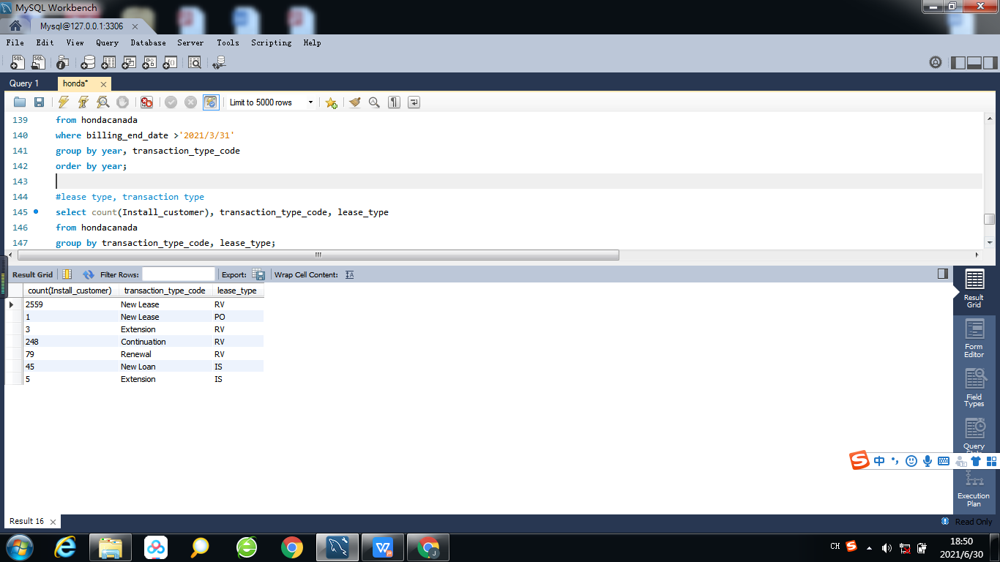 MySQL Workbench
Mysql@127.0.0.1:3306
File Edit View Query Database Server Tools Scripting Help
Query 1 honda*
Limit to 5000 rows
139 from hondacanada
140 where billing_end_date >'2021/3/31'
141 group by year, transaction_type_code
142 order by year;
143
144 #lease type, transaction type
145 select count(Install_customer), transaction_type_code, lease_type
146 from hondacanada
147 group by transaction_type_code, lease_type;
Result Grid Filter Rows: Export: Wrap Cell Content:
count(Install_customer) transaction_type_code lease_type
2559 New Lease RV
1 New Lease PO
3 Extension RV
248 Continuation RV
79 Renewal RV
45 New Loan IS
5 Extension IS
Result
Grid
Form
Editor
Field
Types
Query
中
Execution
Plan
Result 16
Read Only
CH
18:50
2021/6/30